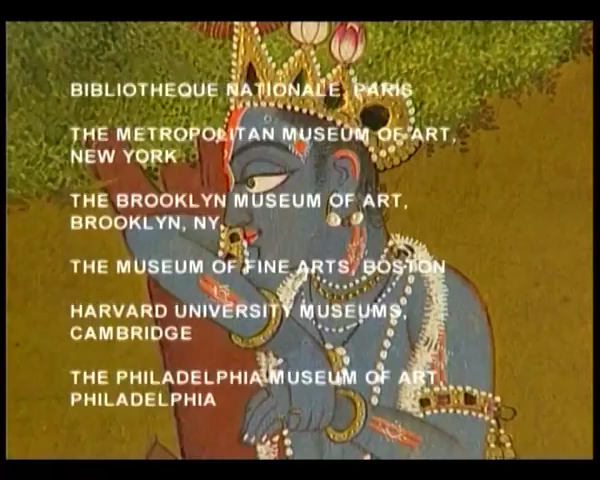 BIBLIOTHEQUE NATIONALE, PARIS
THE METROPOLITAN MUSEUM OF ART,
NEW YORK
THE BROOKLYN MUSEUM OF ART,
BROOKLYN, NY
THE MUSEUM OF FINE ARTS, BOSTON
HARVARD UNIVERSITY MUSEUMS,
CAMBRIDGE
THE PHILADELPHIA MUSEUM OF ART
PHILADELPHIA